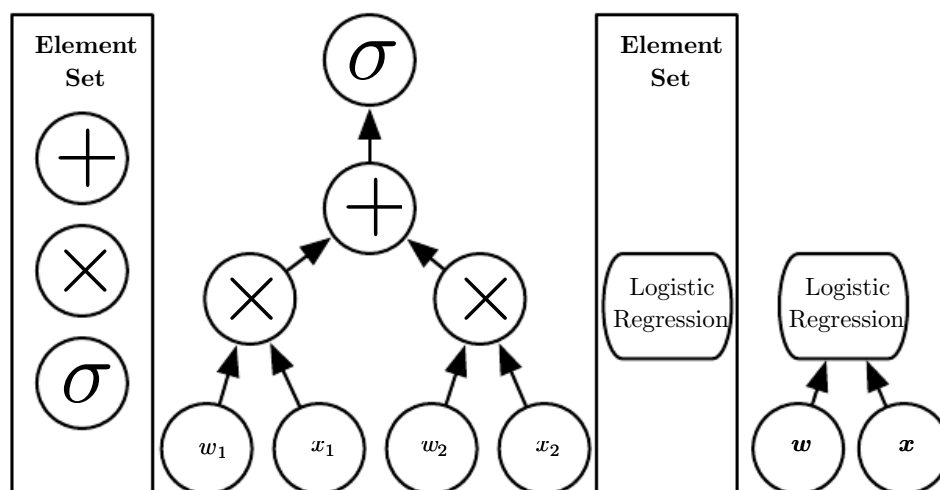 Element
Set
+
×
σ
σ
+
× ×
w₁ x₁ w₂ x₂
Element
Set
Logistic
Regression
Logistic
Regression
w x